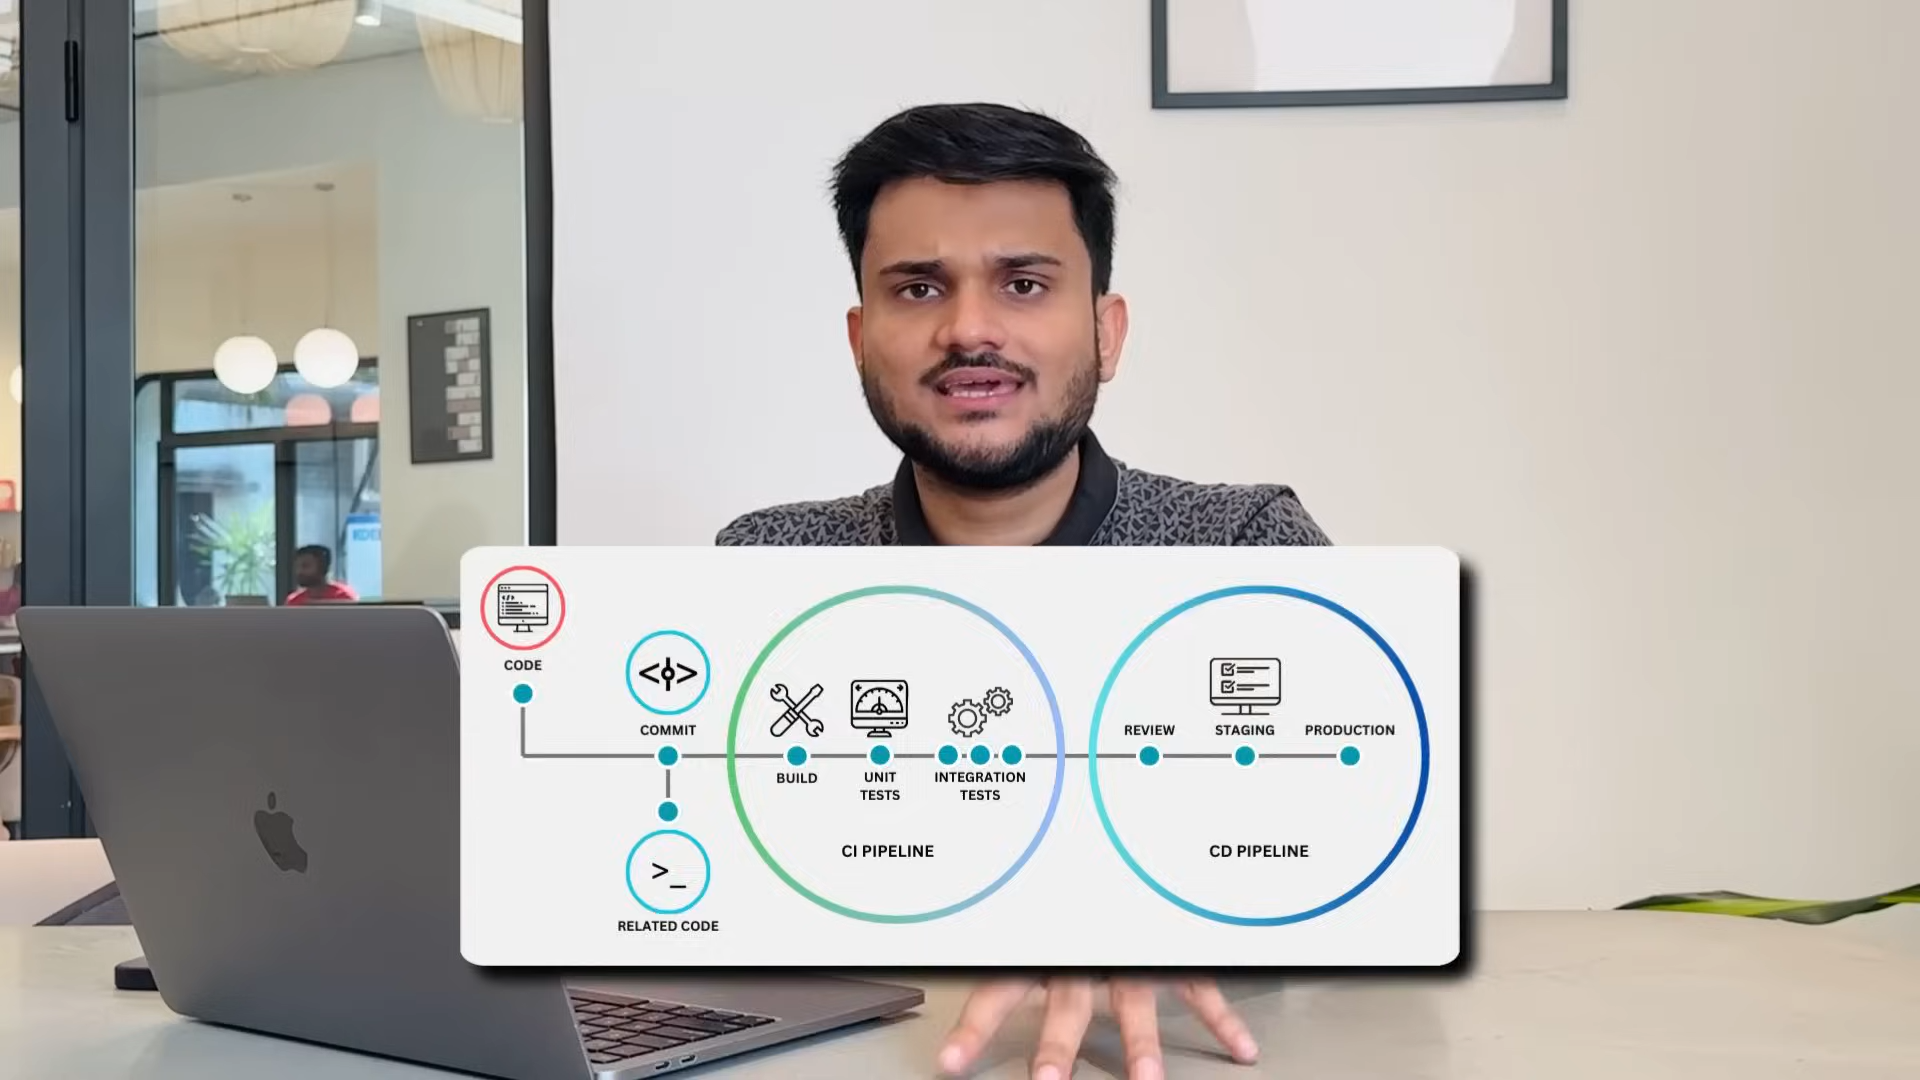 CODE
COMMIT
RELATED CODE
BUILD
UNIT
TESTS
INTEGRATION
TESTS
CI PIPELINE
REVIEW
STAGING
PRODUCTION
CD PIPELINE